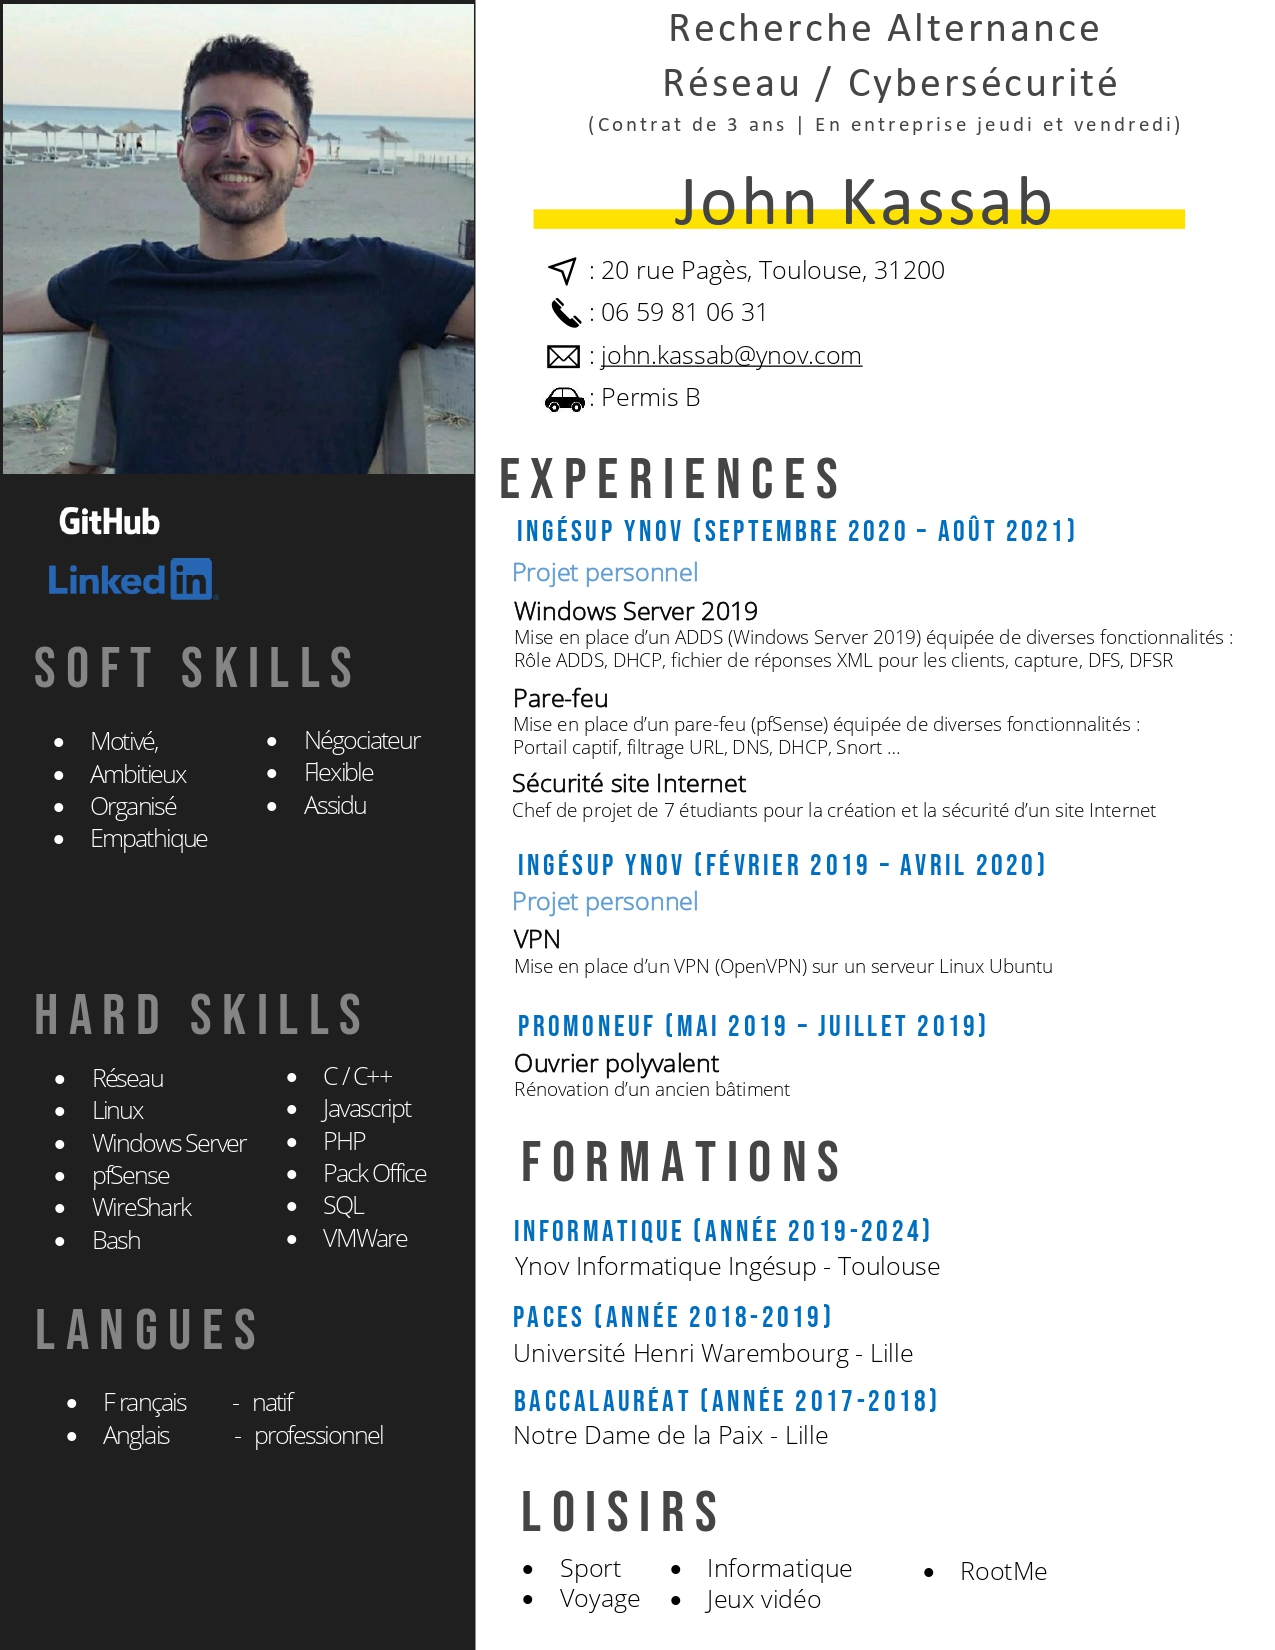 Recherche Alternance
Réseau / Cybersécurité
(Contrat de 3 ans | En entreprise jeudi et vendredi)
John Kassab
: 20 rue Pagès, Toulouse, 31200
: 06 59 81 06 31
: john.kassab@ynov.com
: Permis B
GitHub
LinkedIn
SOFT SKILLS
Motivé,
Ambitieux
Organisé
Empathique
Négociateur
Flexible
Assidu
HARD SKILLS
Réseau
Linux
Windows Server
pfSense
WireShark
Bash
C / C++
Javascript
PHP
Pack Office
SQL
VMWare
LANGUES
F rançais - natif
Anglais - professionnel
EXPERIENCES
INGÉSUP YNOV (SEPTEMBRE 2020 – AOÛT 2021)
Projet personnel
Windows Server 2019
Mise en place d’un ADDS (Windows Server 2019) équipée de diverses fonctionnalités :
Rôle ADDS, DHCP, fichier de réponses XML pour les clients, capture, DFS, DFSR
Pare-feu
Mise en place d’un pare-feu (pfSense) équipée de diverses fonctionnalités :
Portail captif, filtrage URL, DNS, DHCP, Snort ...
Sécurité site Internet
Chef de projet de 7 étudiants pour la création et la sécurité d’un site Internet
INGÉSUP YNOV (FÉVRIER 2019 – AVRIL 2020)
Projet personnel
VPN
Mise en place d’un VPN (OpenVPN) sur un serveur Linux Ubuntu
PROMONEUF (MAI 2019 – JUILLET 2019)
Ouvrier polyvalent
Rénovation d’un ancien bâtiment
FORMATIONS
INFORMATIQUE (ANNÉE 2019-2024)
Ynov Informatique Ingésup - Toulouse
PACES (ANNÉE 2018-2019)
Université Henri Warembourg - Lille
BACCALAURÉAT (ANNÉE 2017-2018)
Notre Dame de la Paix - Lille
LOISIRS
Sport
Voyage
Informatique
Jeux vidéo
RootMe